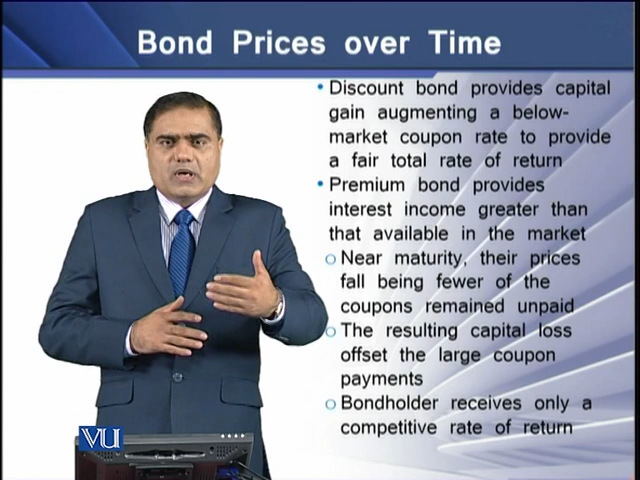 Bond Prices over Time
• Discount bond provides capital
gain augmenting a below-
market coupon rate to provide
a fair total rate of return
• Premium bond provides
interest income greater than
that available in the market
o Near maturity, their prices
fall being fewer of the
coupons remained unpaid
o The resulting capital loss
offset the large coupon
payments
o Bondholder receives only a
competitive rate of return
VU